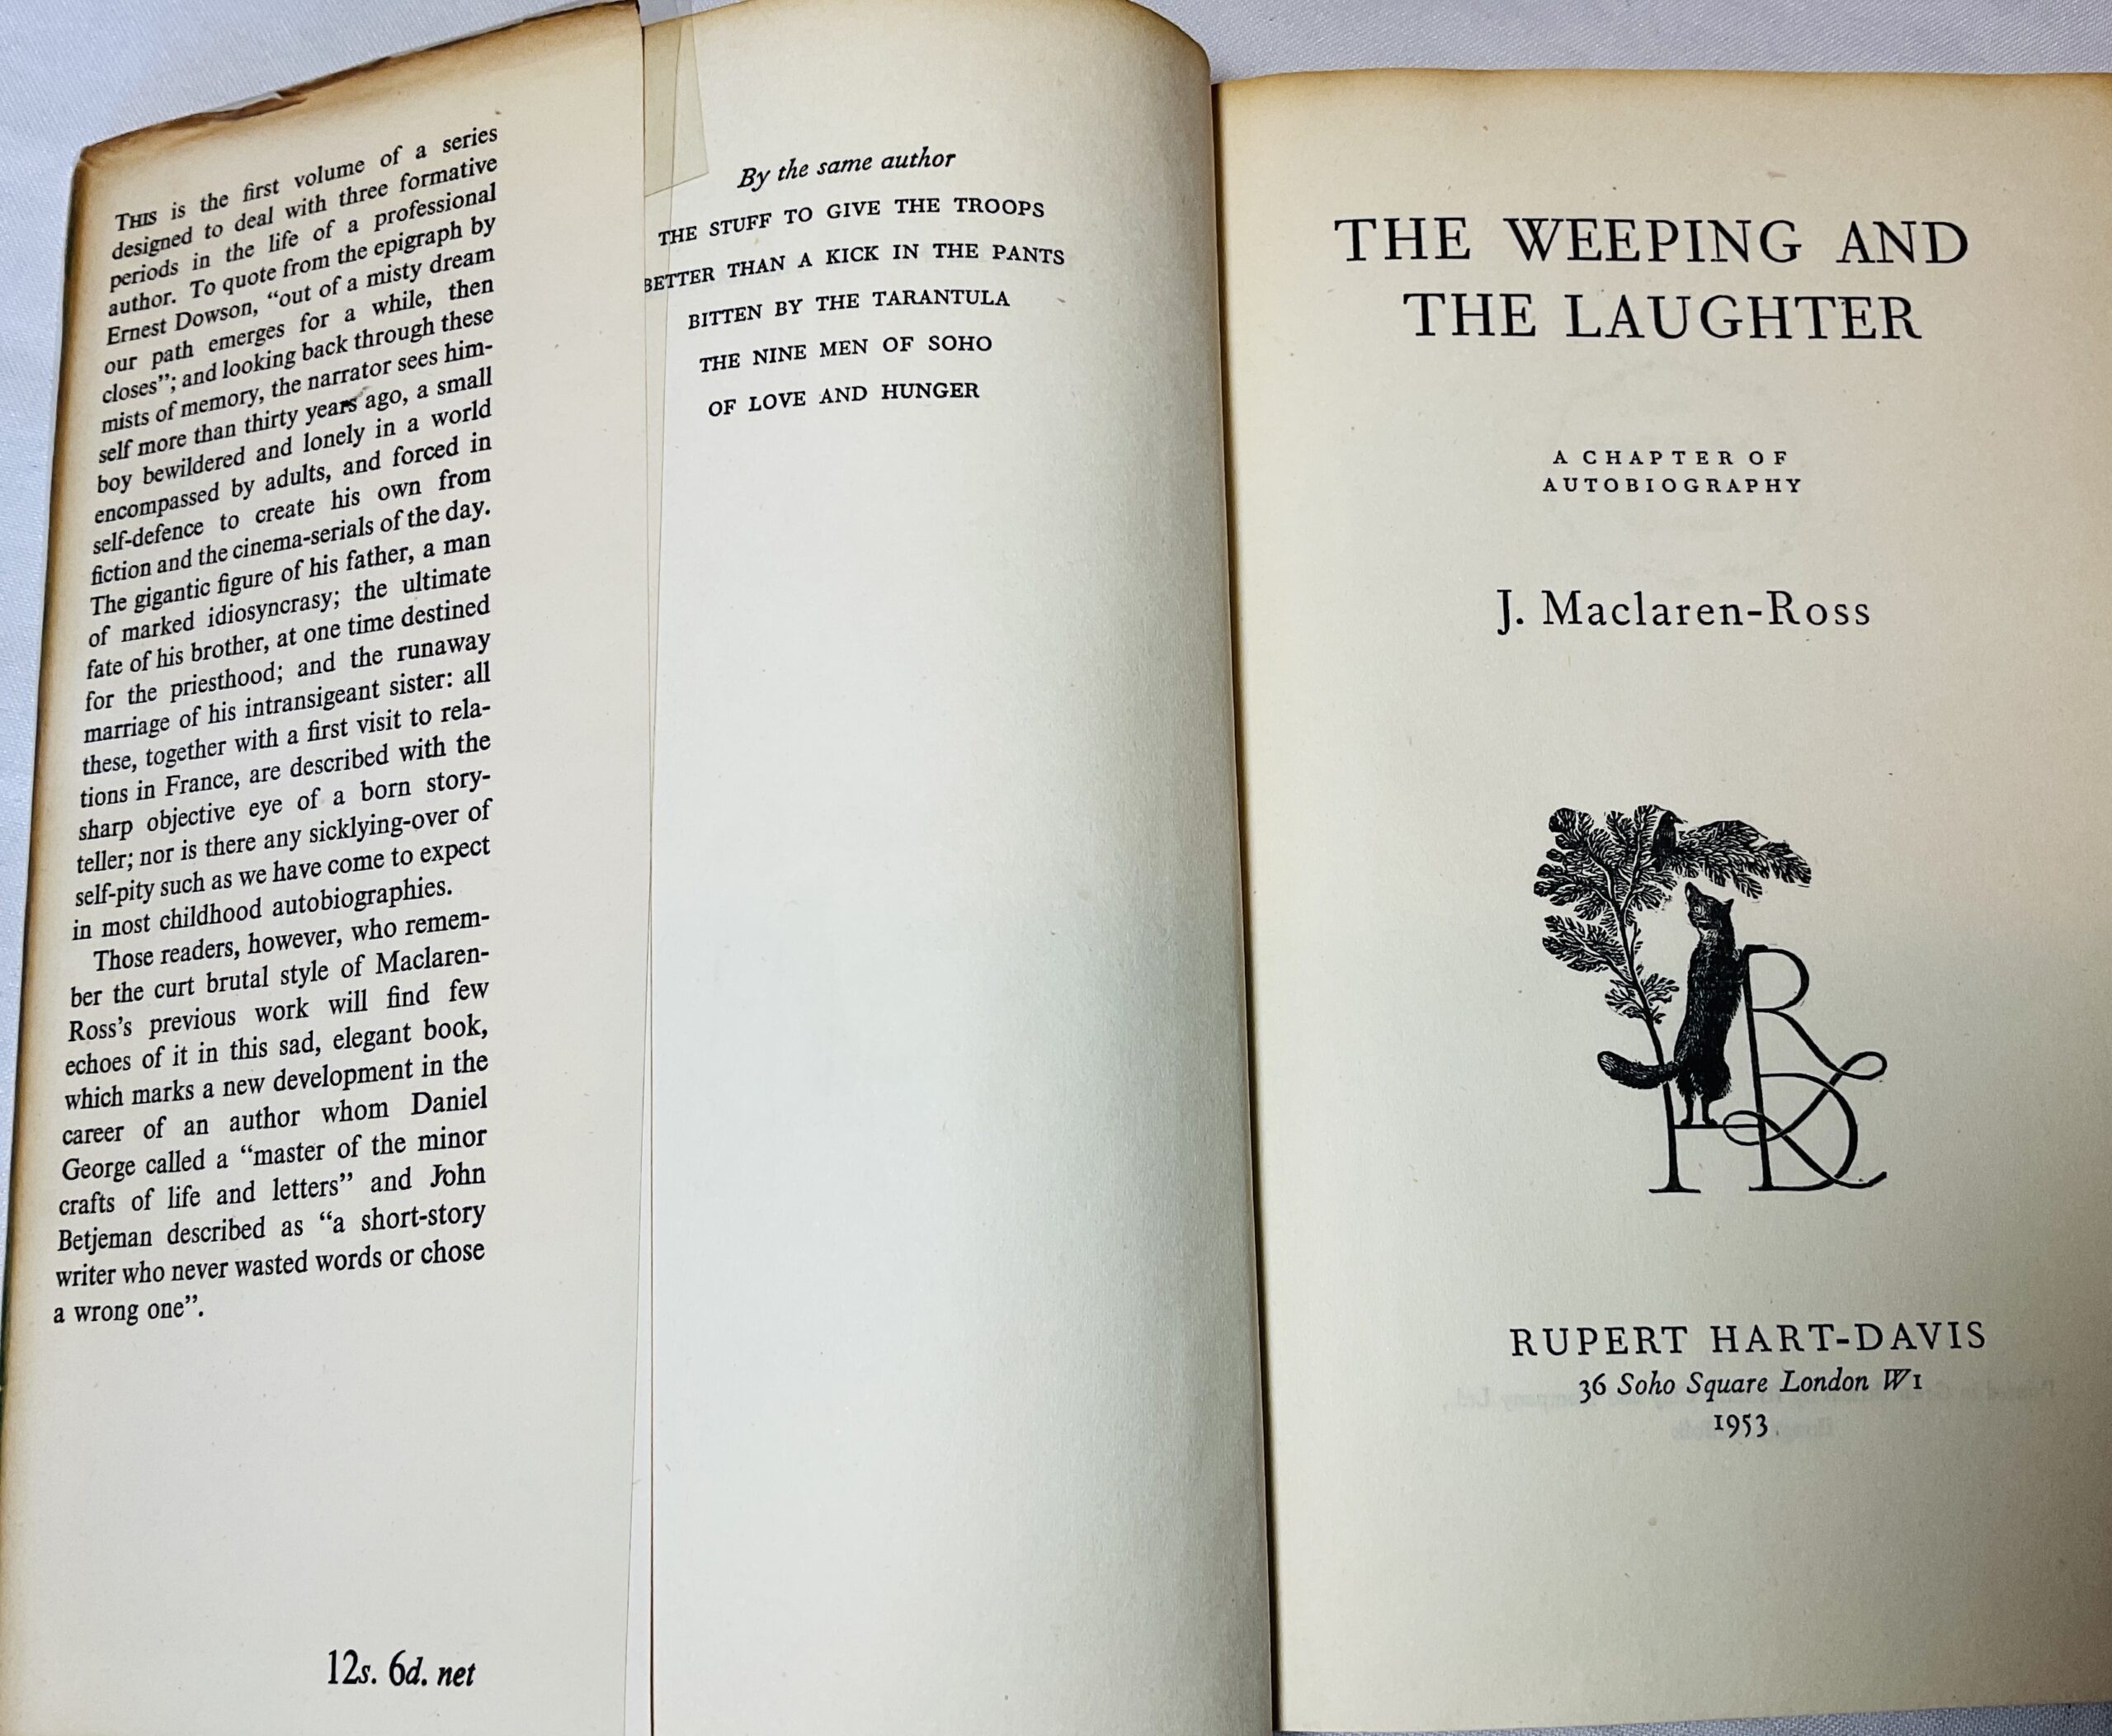 THIS is the first volume of a series
designed to deal with three formative
periods in the life of a professional
author. To quote from the epigraph by
Ernest Dowson, “out of a misty dream
our path emerges for a while, then
closes”; and looking back through these
mists of memory, the narrator sees him-
self more than thirty years ago, a small
boy bewildered and lonely in a world
encompassed by adults, and forced in
self-defence to create his own from
fiction and the cinema-serials of the day.
The gigantic figure of his father, a man
of marked idiosyncrasy; the ultimate
fate of his brother, at one time destined
for the priesthood; and the runaway
marriage of his intransigeant sister: all
these, together with a first visit to rela-
tions in France, are described with the
sharp objective eye of a born story-
teller; nor is there any sicklying-over of
self-pity such as we have come to expect
in most childhood autobiographies.
Those readers, however, who remem-
ber the curt brutal style of Maclaren-
Ross’s previous work will find few
echoes of it in this sad, elegant book,
which marks a new development in the
career of an author whom Daniel
George called a “master of the minor
crafts of life and letters” and John
Betjeman described as “a short-story
writer who never wasted words or chose
a wrong one”.
12s. 6d. net
By the same author
THE STUFF TO GIVE THE TROOPS
BETTER THAN A KICK IN THE PANTS
BITTEN BY THE TARANTULA
THE NINE MEN OF SOHO
OF LOVE AND HUNGER
THE WEEPING AND
THE LAUGHTER
A CHAPTER OF
AUTOBIOGRAPHY
J. Maclaren-Ross
R
H D
RUPERT HART-DAVIS
36 Soho Square London W1
1953